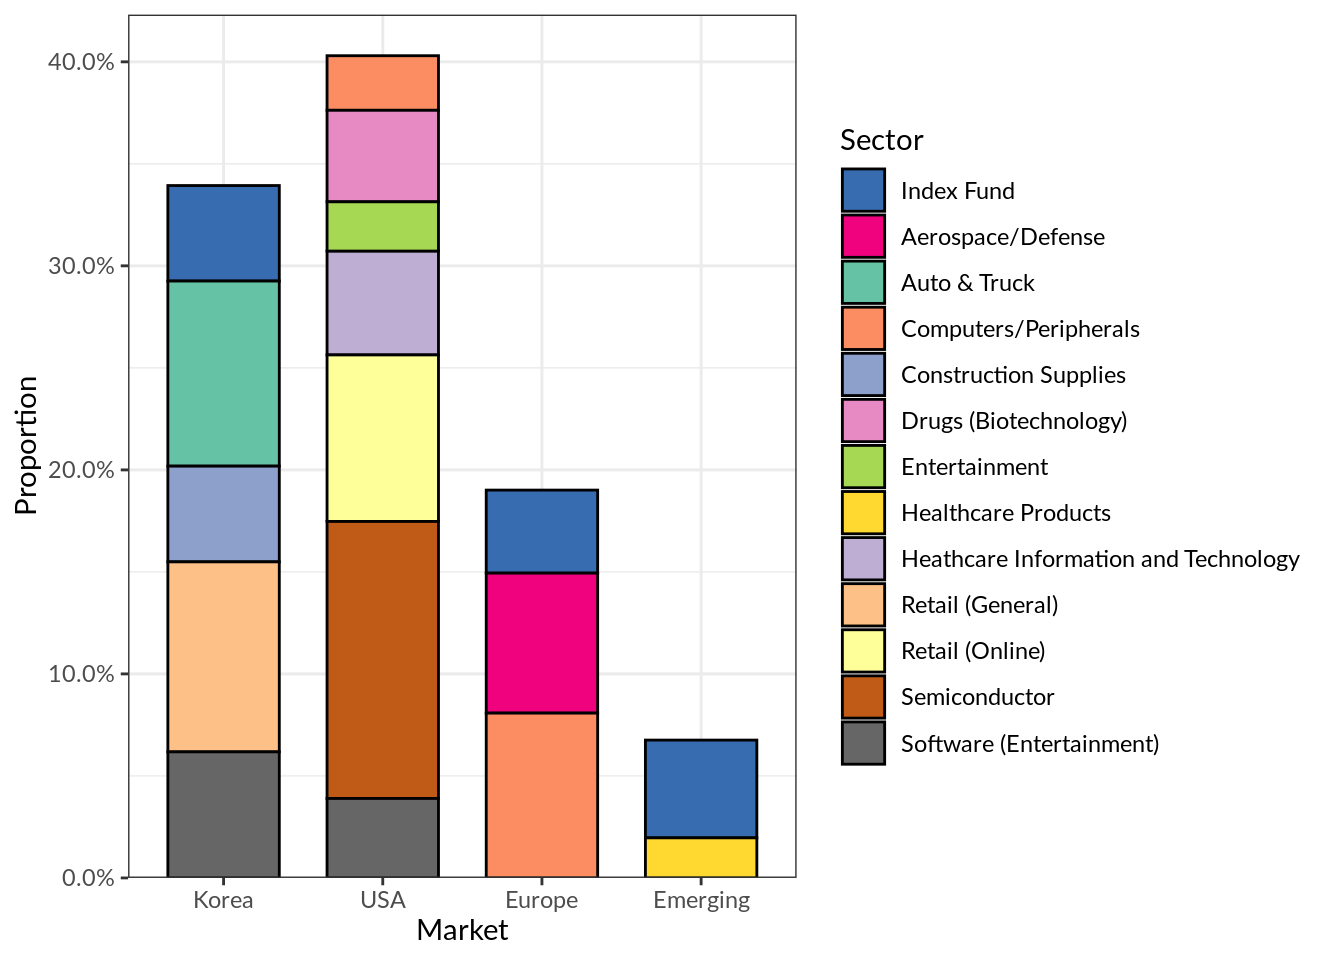 40.0%
30.0%
20.0%
10.0%
0.0%
Proportion
Korea
USA
Europe
Emerging
Market
Sector
Index Fund
Aerospace/Defense
Auto & Truck
Computers/Peripherals
Construction Supplies
Drugs (Biotechnology)
Entertainment
Healthcare Products
Heathcare Information and Technology
Retail (General)
Retail (Online)
Semiconductor
Software (Entertainment)